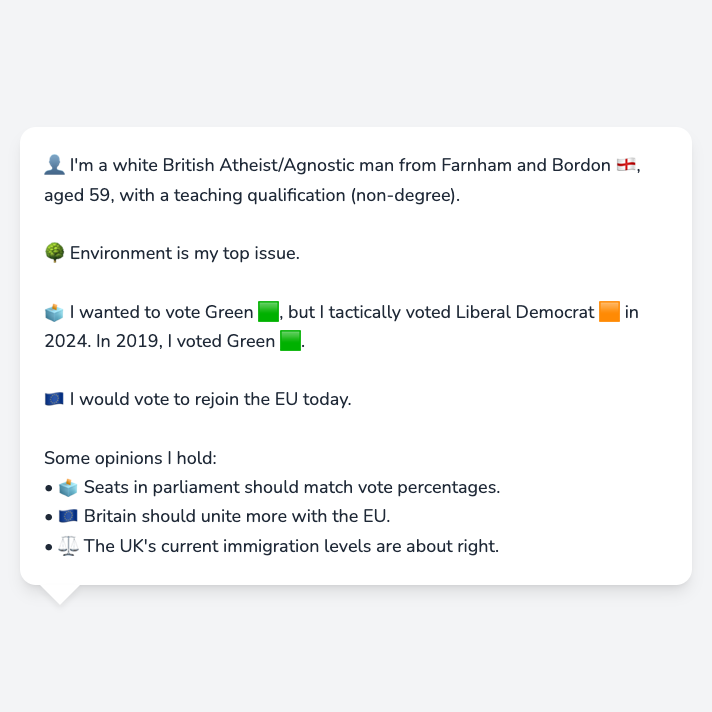 👤 I'm a white British Atheist/Agnostic man from Farnham and Bordon 🏴󠁧󠁢󠁥󠁮󠁧󠁿,
aged 59, with a teaching qualification (non-degree).
🌳 Environment is my top issue.
🗳️ I wanted to vote Green 🟩, but I tactically voted Liberal Democrat 🟧 in
2024. In 2019, I voted Green 🟩.
🇪🇺 I would vote to rejoin the EU today.
Some opinions I hold:
• 🗳️ Seats in parliament should match vote percentages.
• 🇪🇺 Britain should unite more with the EU.
• ⚖️ The UK's current immigration levels are about right.